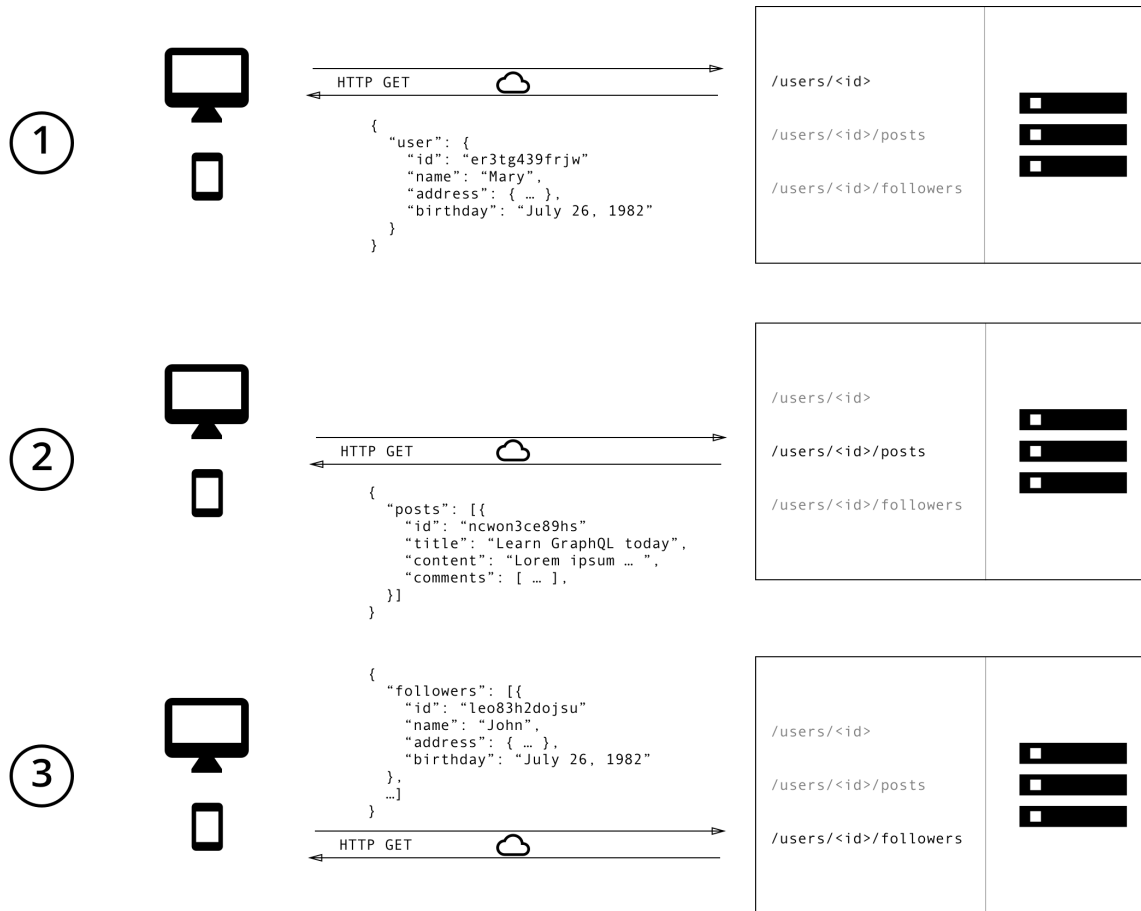 1
HTTP GET
{
“user”: {
“id”: “er3tg439frjw”
“name”: “Mary”,
“address”: { … },
“birthday”: “July 26, 1982”
}
}
/users/<id>
/users/<id>/posts
/users/<id>/followers
2
HTTP GET
{
“posts”: [{
“id”: “ncwon3ce89hs”
“title”: “Learn GraphQL today”,
“content”: “Lorem ipsum … ”,
“comments”: [ … ],
}]
}
/users/<id>
/users/<id>/posts
/users/<id>/followers
3
{
“followers”: [{
“id”: “leo83h2dojsu”
“name”: “John”,
“address”: { … },
“birthday”: “July 26, 1982”
},
…]
}
HTTP GET
/users/<id>
/users/<id>/posts
/users/<id>/followers